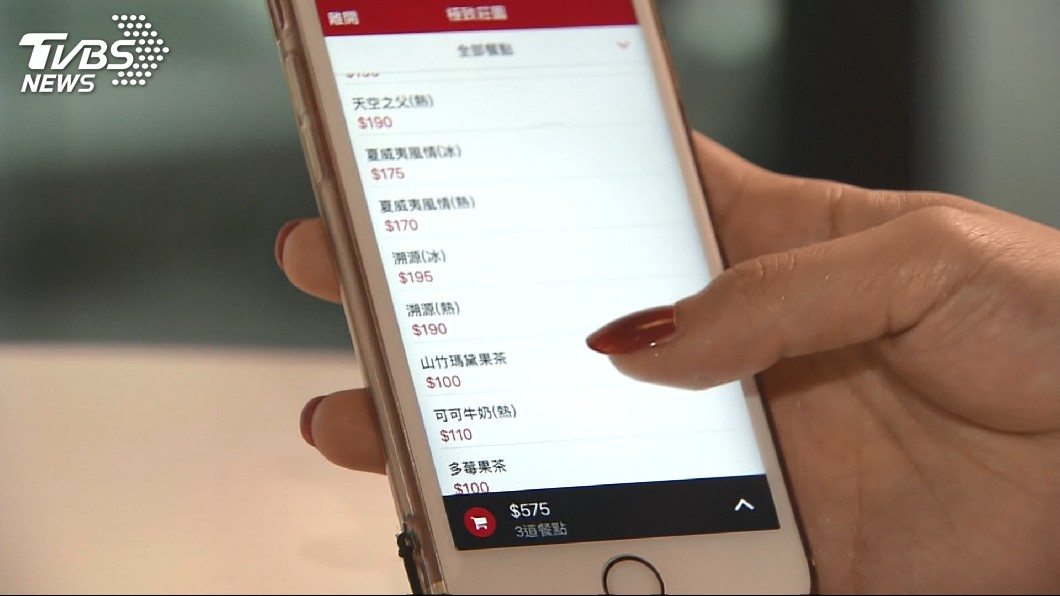 TVBS
NEWS
離開
極致莊園
全部餐點
天空之父(熱)
$190
夏威夷風情(冰)
$175
夏威夷風情(熱)
$170
溯源(冰)
$195
溯源(熱)
$190
山竹瑪黛果茶
$100
可可牛奶(熱)
$110
多莓果茶
$100
$575
3道餐點